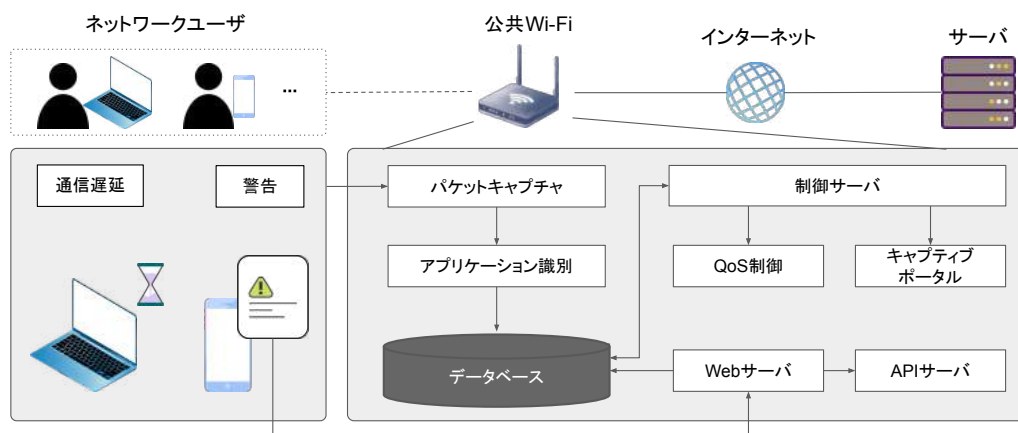 ネットワークユーザ
公共Wi-Fi
インターネット
サーバ
...
通信遅延
警告
パケットキャプチャ
制御サーバ
アプリケーション識別
QoS制御
キャプティブ
ポータル
データベース
Webサーバ
APIサーバ